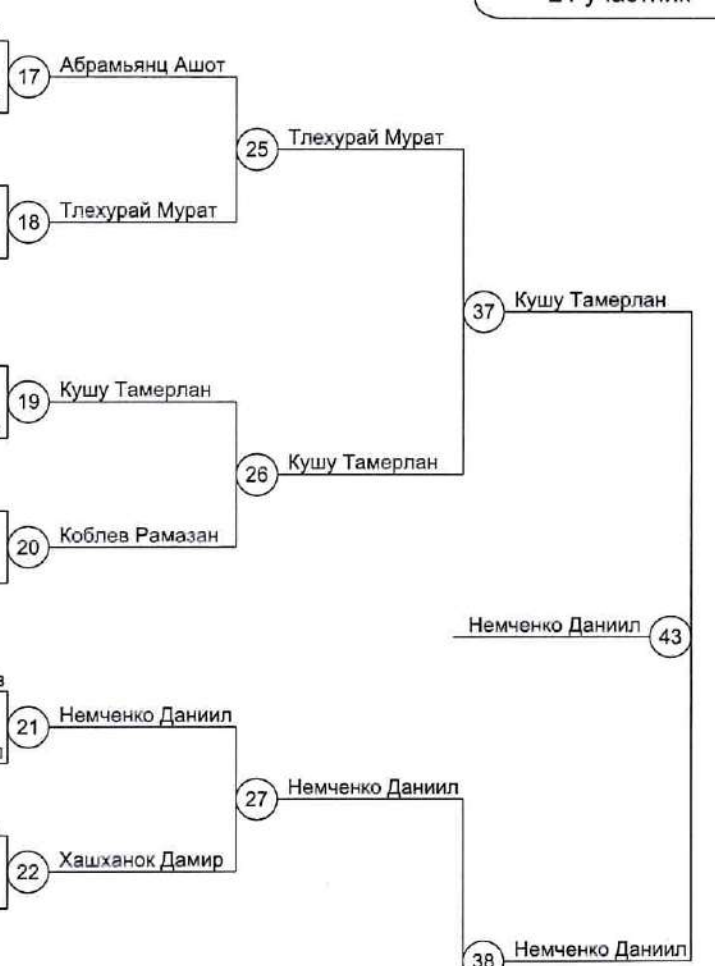 17 Абрамьянц Ашот
25 Тлехурай Мурат
18 Тлехурай Мурат
37 Кушу Тамерлан
19 Кушу Тамерлан
26 Кушу Тамерлан
20 Коблев Рамазан
Немченко Даниил 43
21 Немченко Даниил
27 Немченко Даниил
22 Хашханок Дамир
38 Немченко Даниил